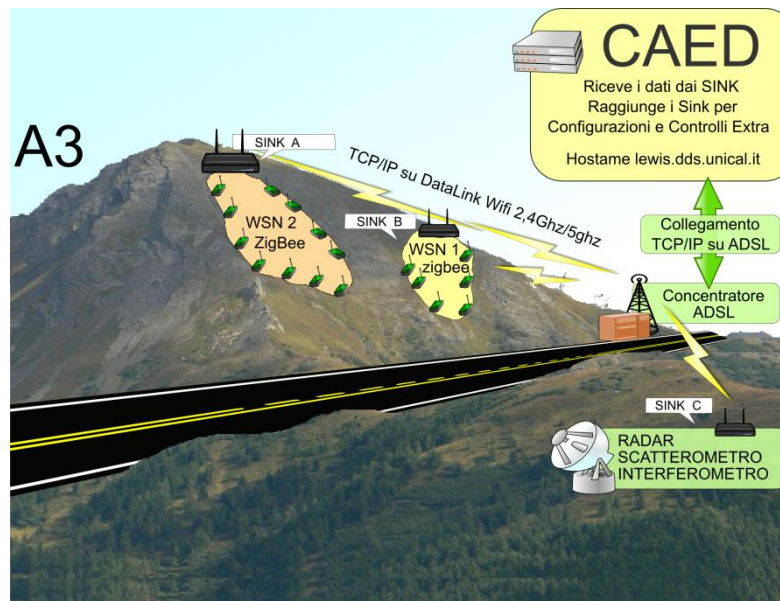 CAED
Riceve i dati dai SINK
Raggiunge i Sink per
Configurazioni e Controlli Extra
Hostame lewis.dds.unical.it
A3
SINK A
TCP/IP su DataLink Wifi 2,4Ghz/5ghz
WSN 2
ZigBee
SINK B
WSN 1
zigbee
Collegamento
TCP/IP su ADSL
Concentratore
ADSL
SINK C
RADAR
SCATTEROMETRO
INTERFEROMETRO